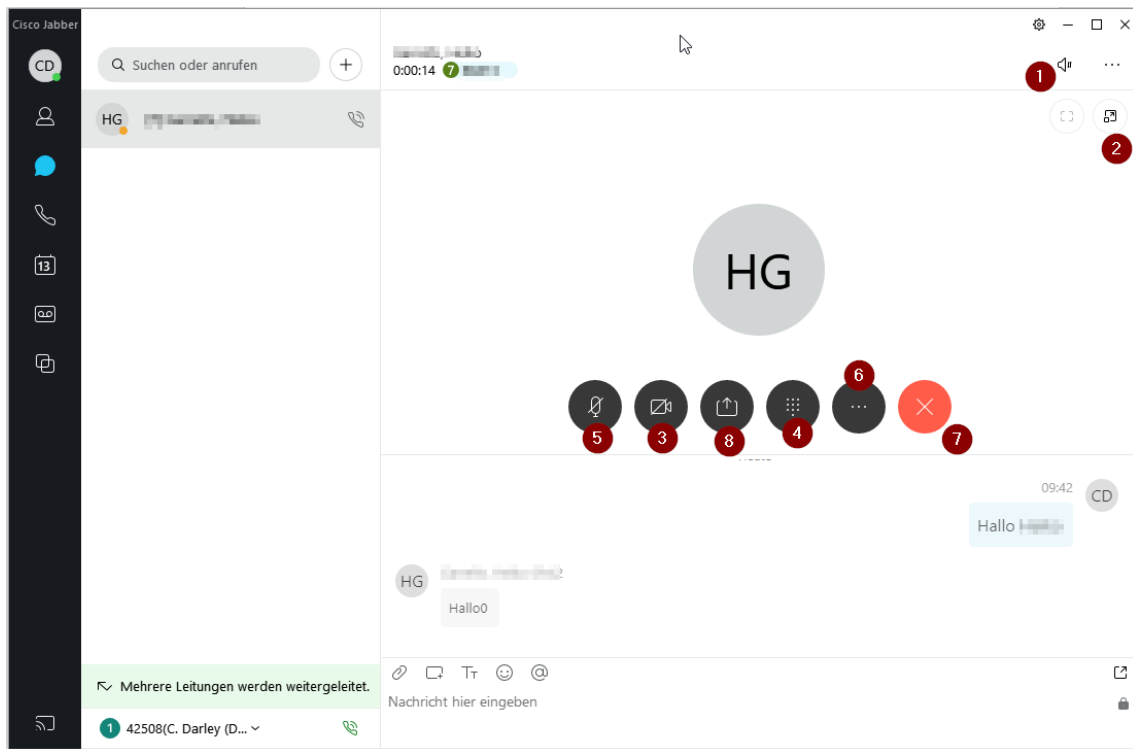 Cisco Jabber
CD
Suchen oder anrufen
HG
13
Mehrere Leitungen werden weitergeleitet.
1 42508(C. Darley (D...
0:00:14 7
1
2
HG
6
5
3
8
4
7
09:42
CD
Hallo
HG
Hallo0
Nachricht hier eingeben